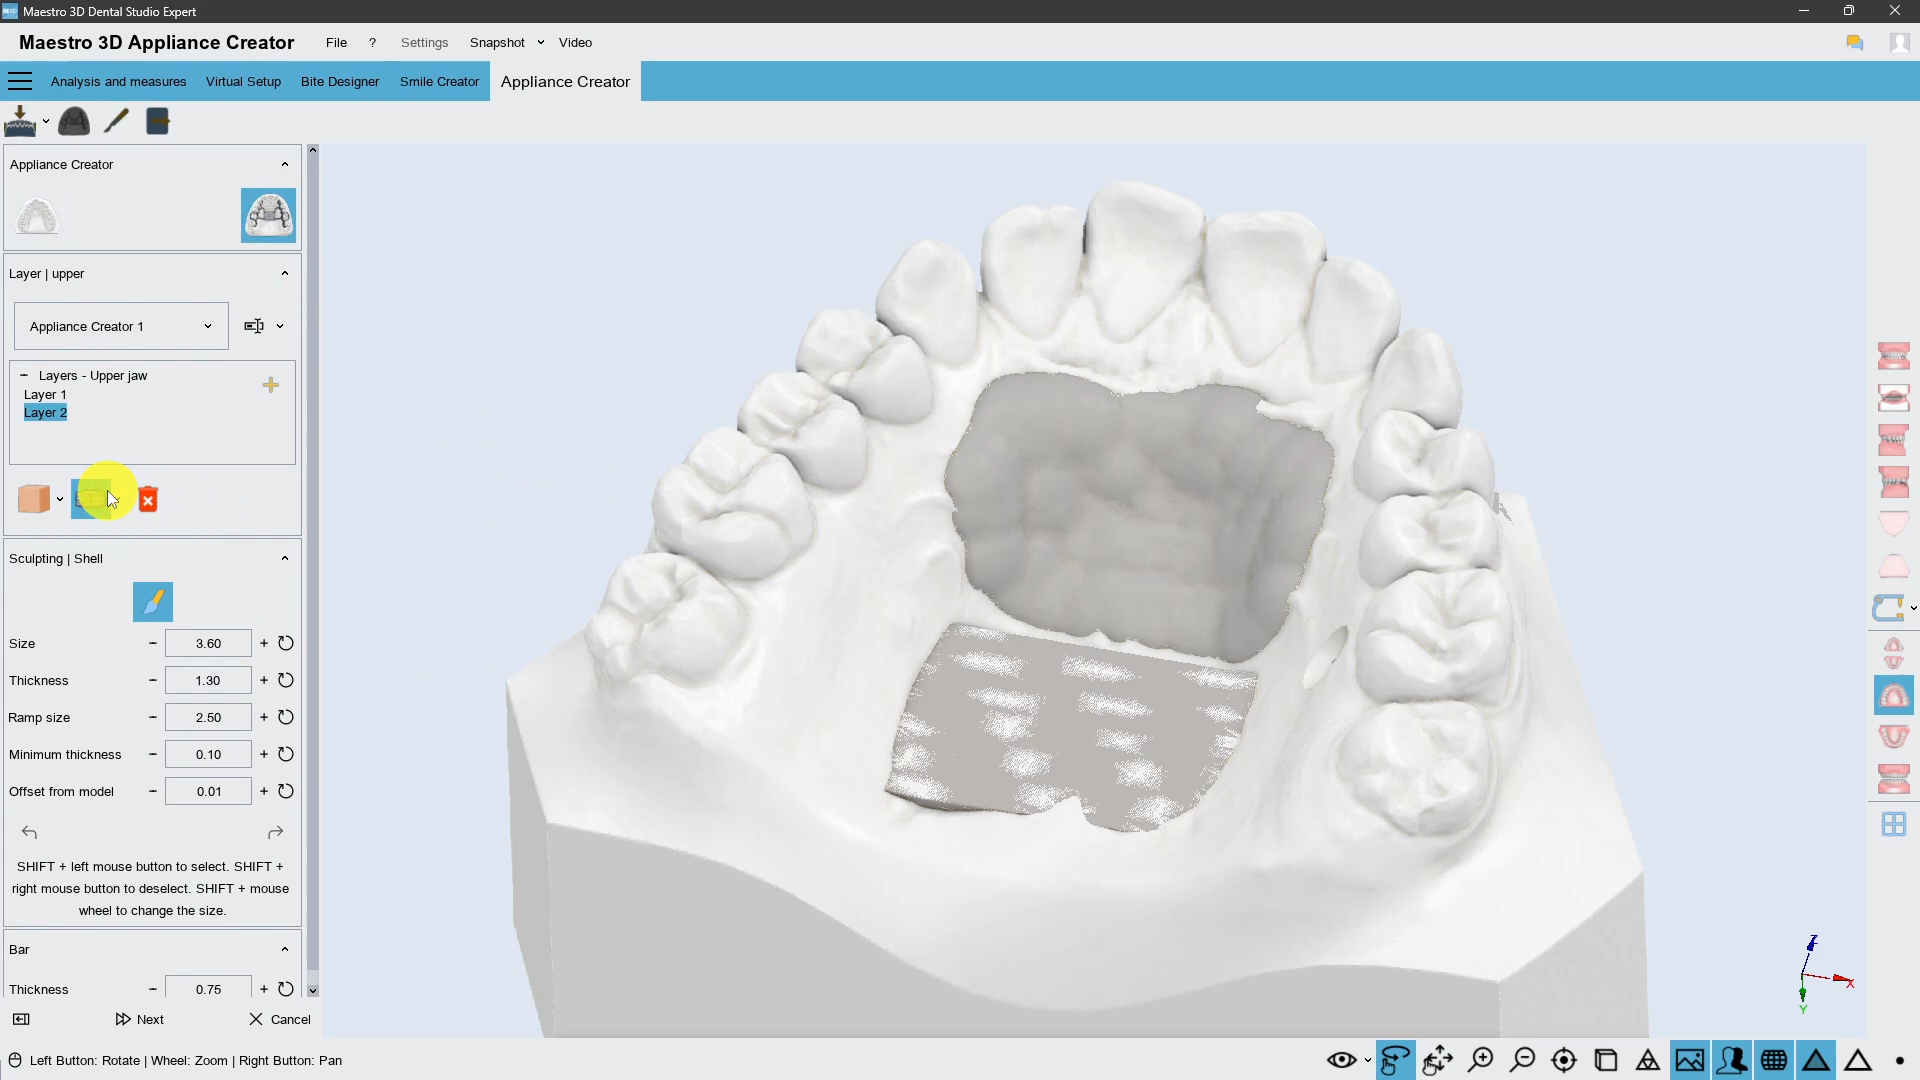 Maestro 3D Dental Studio Expert
Maestro 3D Appliance Creator
File
?
Settings
Snapshot
Video
Analysis and measures
Virtual Setup
Bite Designer
Smile Creator
Appliance Creator
Appliance Creator
Layer | upper
Appliance Creator 1
Layers - Upper jaw
Layer 1
Layer 2
Sculpting | Shell
Size
3.60
Thickness
1.30
Ramp size
2.50
Minimum thickness
0.10
Offset from model
0.01
SHIFT + left mouse button to select. SHIFT +
right mouse button to deselect. SHIFT + mouse
wheel to change the size.
Bar
Thickness
0.75
Next
Cancel
Left Button: Rotate | Wheel: Zoom | Right Button: Pan
Z
X
Y